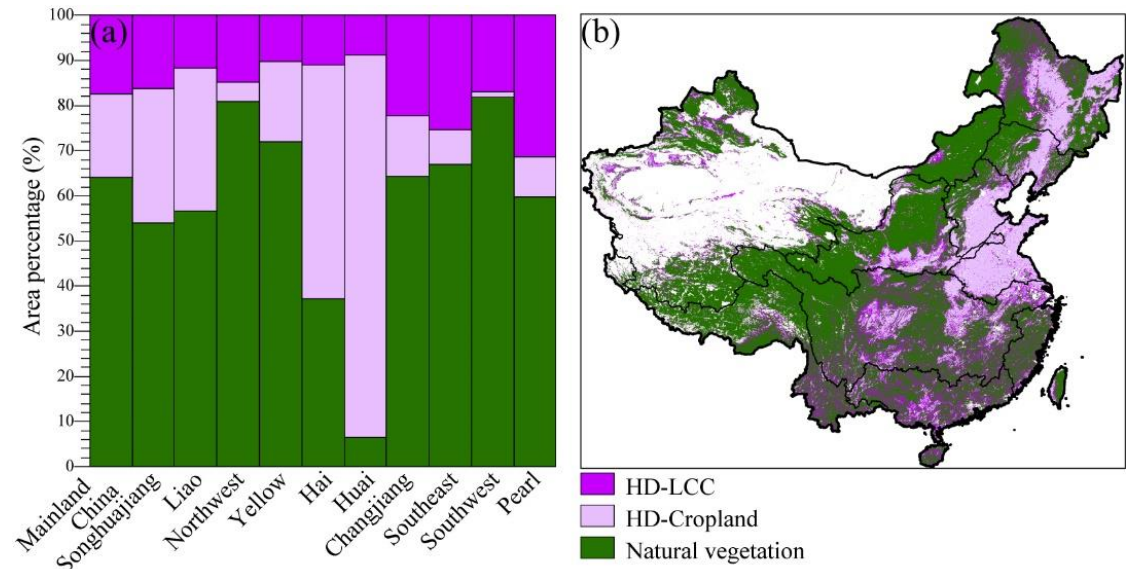 (a)
(b)
Area percentage (%)
100
90
80
70
60
50
40
30
20
10
0
Mainland
China
Songhuajiang
Liao
Northwest
Yellow
Hai
Huai
Changjiang
Southeast
Southwest
Pearl
HD-LCC
HD-Cropland
Natural vegetation